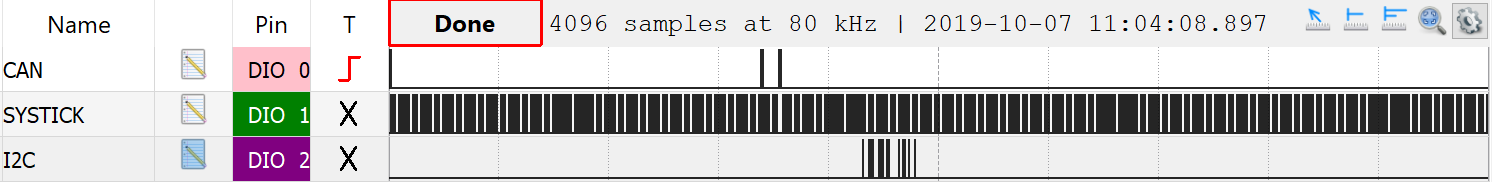 Name Pin T Done 4096 samples at 80 kHz | 2019-10-07 11:04:08.897
CAN DIO 0
SYSTICK DIO 1 X
I2C DIO 2 X